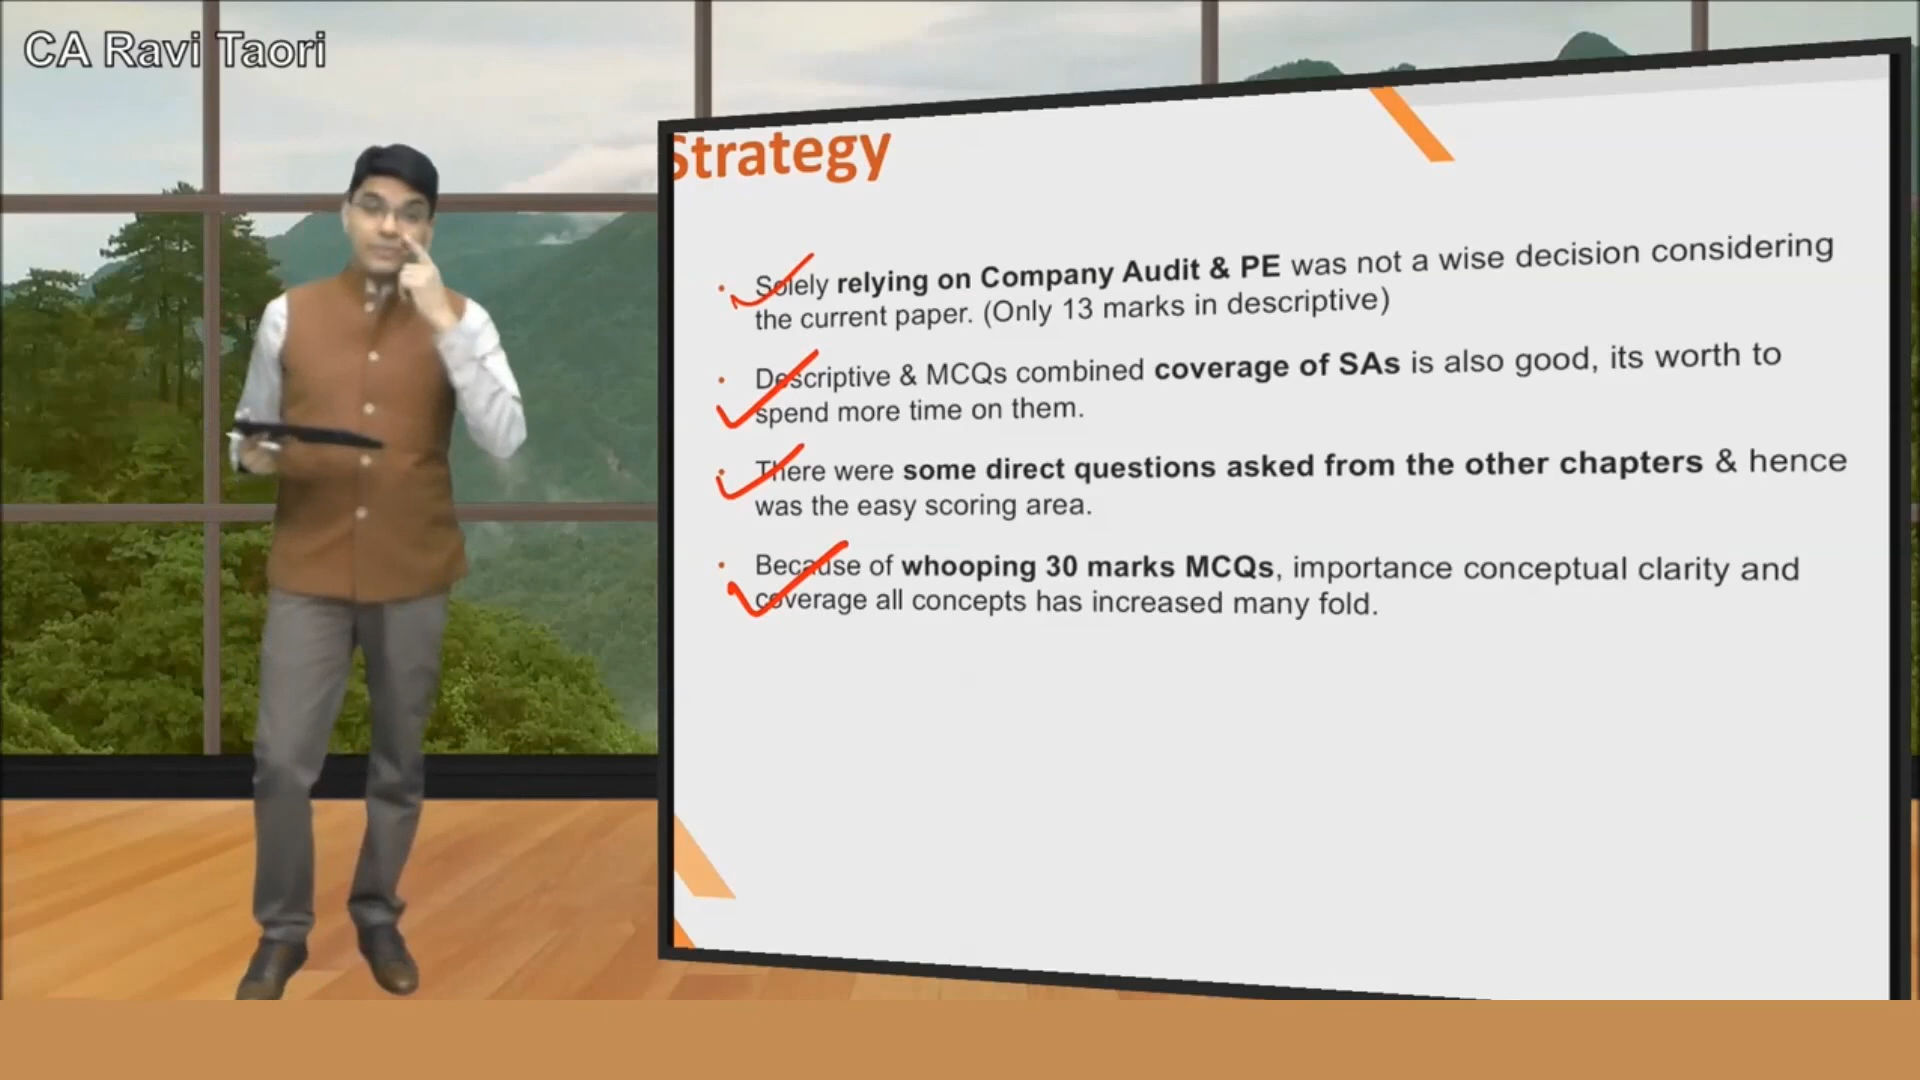 CA Ravi Taori
Strategy
• Solely relying on Company Audit & PE was not a wise decision considering
the current paper. (Only 13 marks in descriptive)
• Descriptive & MCQs combined coverage of SAs is also good, its worth to
spend more time on them.
• There were some direct questions asked from the other chapters & hence
was the easy scoring area.
• Because of whooping 30 marks MCQs, importance conceptual clarity and
coverage all concepts has increased many fold.